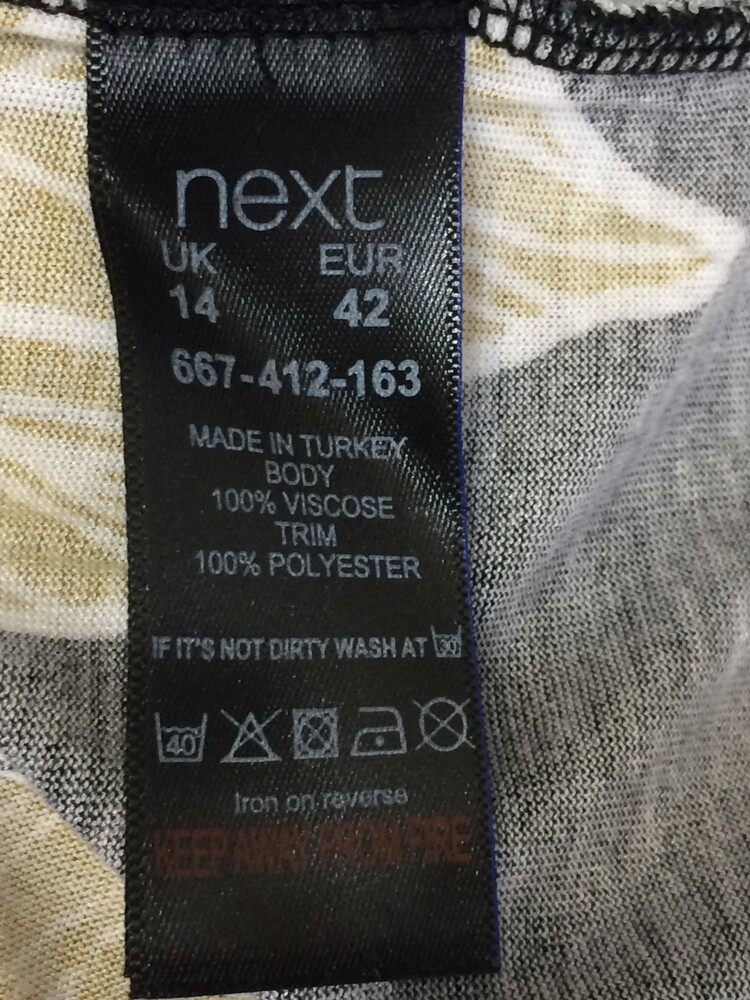 next
UK EUR
14 42
667-412-163
MADE IN TURKEY
BODY
100% VISCOSE
TRIM
100% POLYESTER
IF IT'S NOT DIRTY WASH AT 30
40
Iron on reverse
KEEP AWAY FROM FIRE